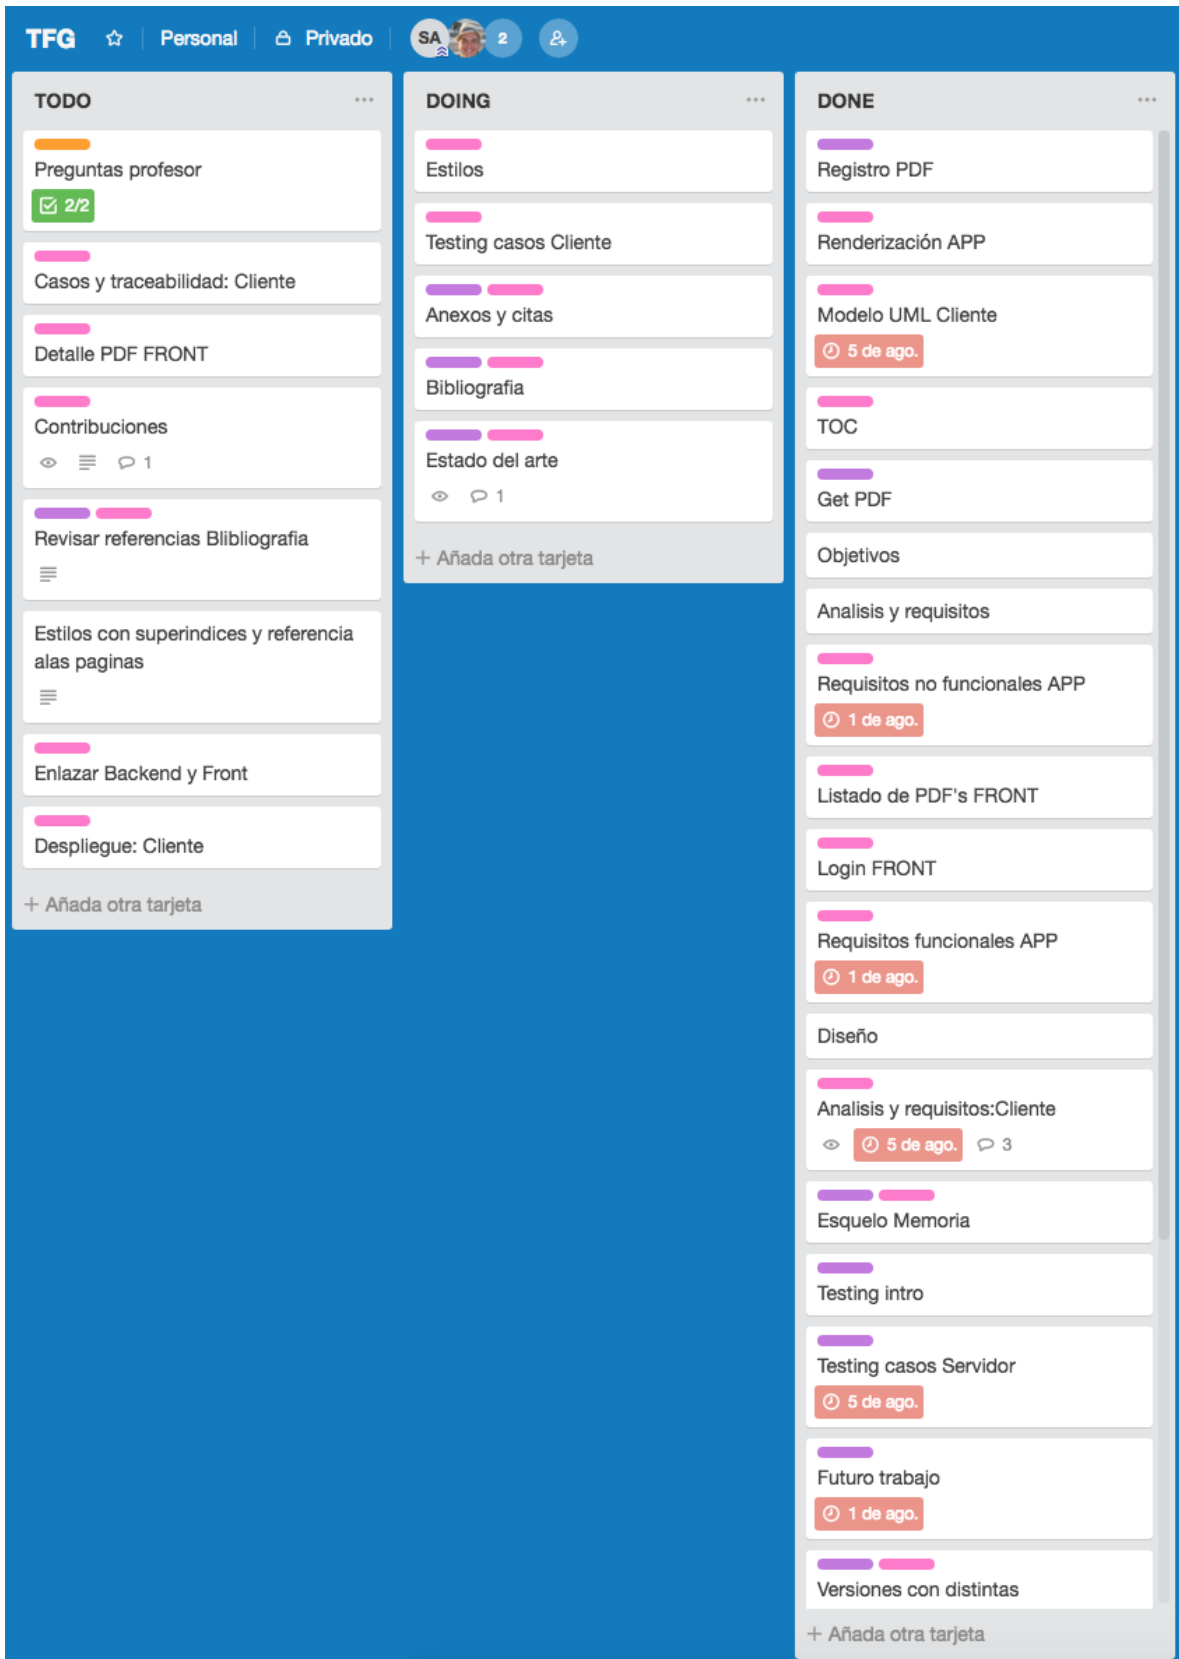 TFG Personal Privado SA 2
TODO
Preguntas profesor
2/2
Casos y traceabilidad: Cliente
Detalle PDF FRONT
Contribuciones
1
Revisar referencias Blibliografia
Estilos con superindices y referencia
alas paginas
Enlazar Backend y Front
Despliegue: Cliente
+ Añada otra tarjeta
DOING
Estilos
Testing casos Cliente
Anexos y citas
Bibliografia
Estado del arte
1
+ Añada otra tarjeta
DONE
Registro PDF
Renderización APP
Modelo UML Cliente
5 de ago.
TOC
Get PDF
Objetivos
Analisis y requisitos
Requisitos no funcionales APP
1 de ago.
Listado de PDF's FRONT
Login FRONT
Requisitos funcionales APP
1 de ago.
Diseño
Analisis y requisitos:Cliente
5 de ago. 3
Esquelo Memoria
Testing intro
Testing casos Servidor
5 de ago.
Futuro trabajo
1 de ago.
Versiones con distintas
+ Añada otra tarjeta